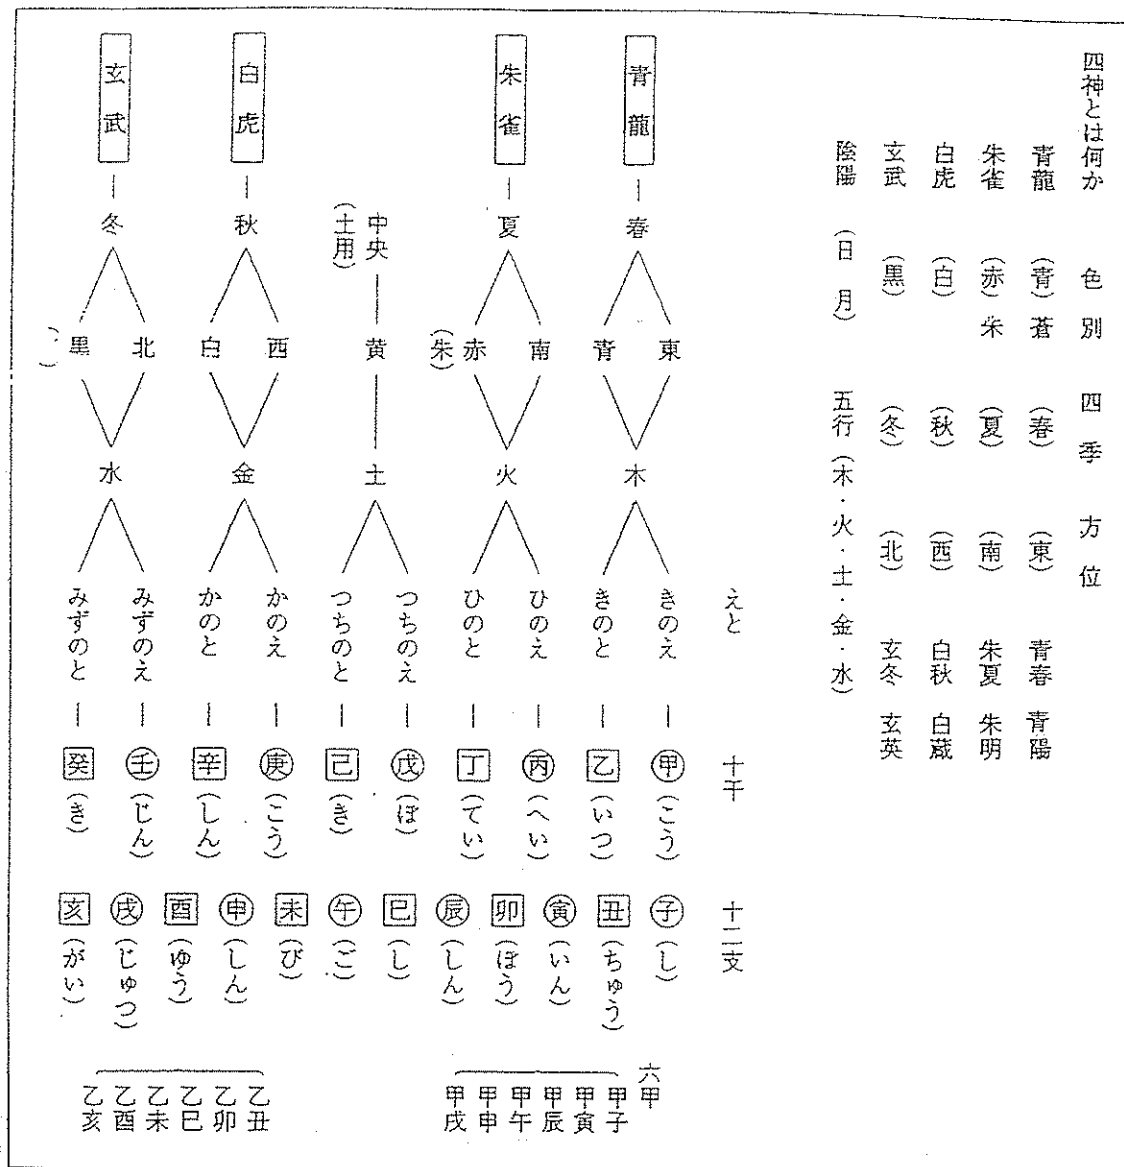 四神とは何か　色別　四季　方位
青龍　（青）蒼　（春）　（東）　青春　青陽
朱雀　（赤）朱　（夏）　（南）　朱夏　朱明
白虎　（白）　（秋）　（西）　白秋　白蔵
玄武　（黒）　（冬）　（北）　玄冬　玄英
陰陽　（日　月）　五行（木・火・土・金・水）
えと　十干　十二支
青龍
春
東　青
木
きのえ　甲（こう）
きのと　乙（いつ）
朱雀
夏
南　赤（朱）
火
ひのえ　丙（へい）
ひのと　丁（てい）
中央（土用）
黄
土
つちのえ　戊（ぼ）
つちのと　己（き）
白虎
秋
西　白
金
かのえ　庚（こう）
かのと　辛（しん）
玄武
冬
北　黒
水
みずのえ　壬（じん）
みずのと　癸（き）
子（し）
丑（ちゅう）
寅（いん）
卯（ぼう）
辰（しん）
巳（し）
午（ご）
未（び）
申（しん）
酉（ゆう）
戌（じゅつ）
亥（がい）
六甲
甲子
甲寅
甲辰
甲午
甲申
甲戌
乙丑
乙卯
乙巳
乙未
乙酉
乙亥